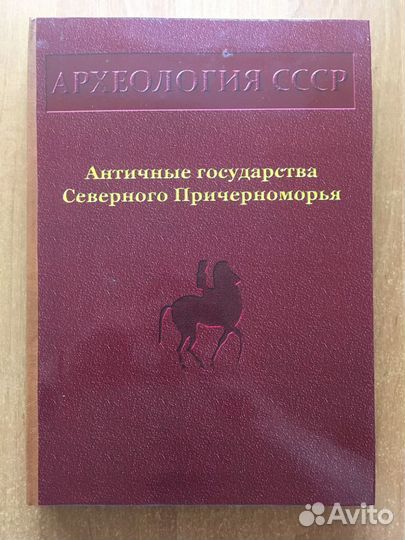 АРХЕОЛОГИЯ СССР
Античные государства
Северного Причерноморья
Avito